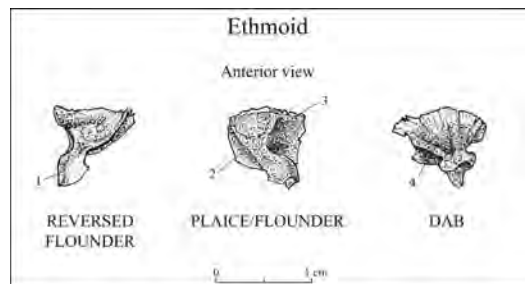 Ethmoid
Anterior view
3
1
2
4
REVERSED
FLOUNDER
PLAICE/FLOUNDER
DAB
0 1 cm